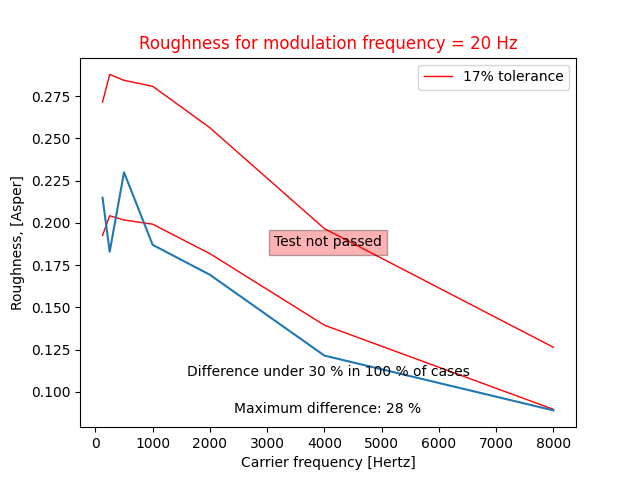 Roughness for modulation frequency = 20 Hz
17% tolerance
0.275
0.250
0.225
0.200
0.175
0.150
0.125
0.100
Roughness, [Asper]
Test not passed
Difference under 30 % in 100 % of cases
Maximum difference: 28 %
0 1000 2000 3000 4000 5000 6000 7000 8000
Carrier frequency [Hertz]